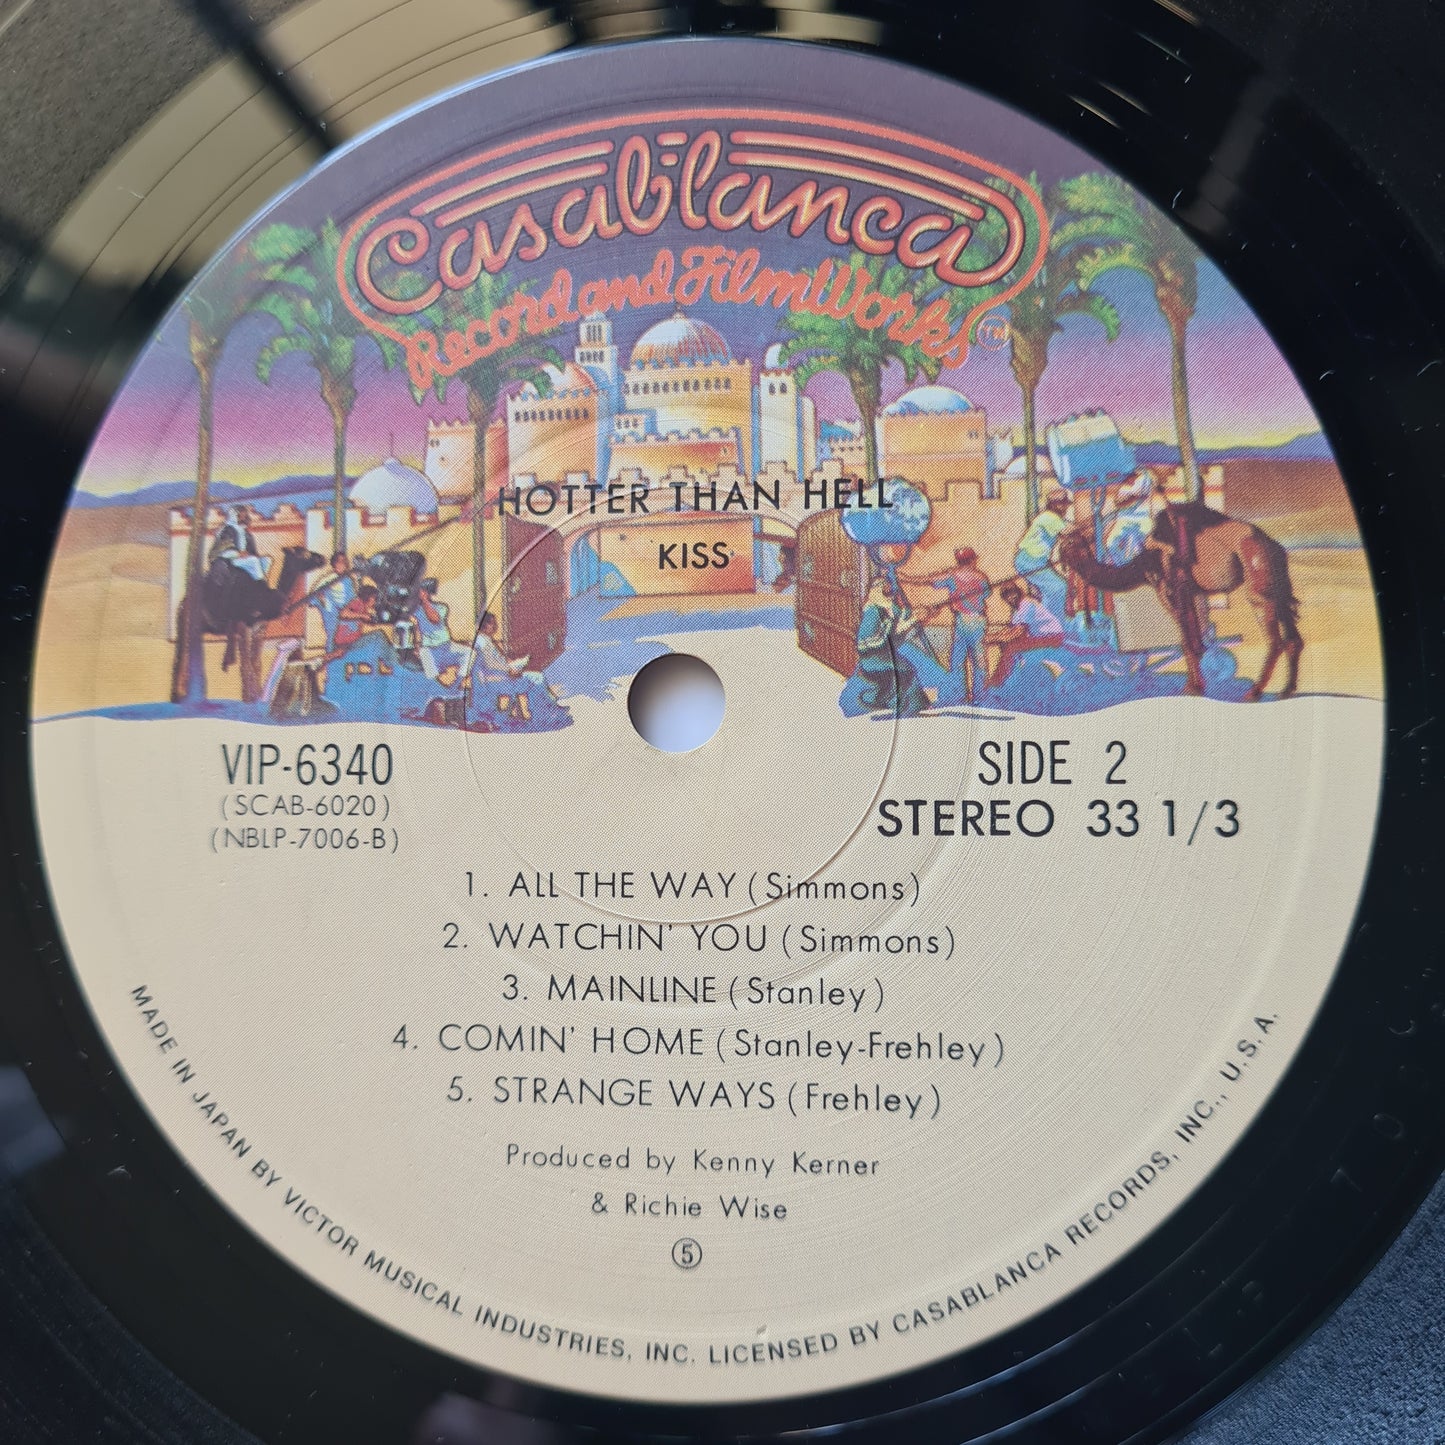 Casablanca
Record and FilmWorks TM
HOTTER THAN HELL
KISS
VIP-6340
(SCAB-6020)
(NBLP-7006-B)
SIDE 2
STEREO 33 1/3
1. ALL THE WAY (Simmons)
2. WATCHIN' YOU (Simmons)
3. MAINLINE (Stanley)
4. COMIN' HOME (Stanley-Frehley)
5. STRANGE WAYS (Frehley)
Produced by Kenny Kerner
& Richie Wise
⑤
MADE IN JAPAN BY VICTOR MUSICAL INDUSTRIES, INC. LICENSED BY CASABLANCA RECORDS, INC., U.S.A.